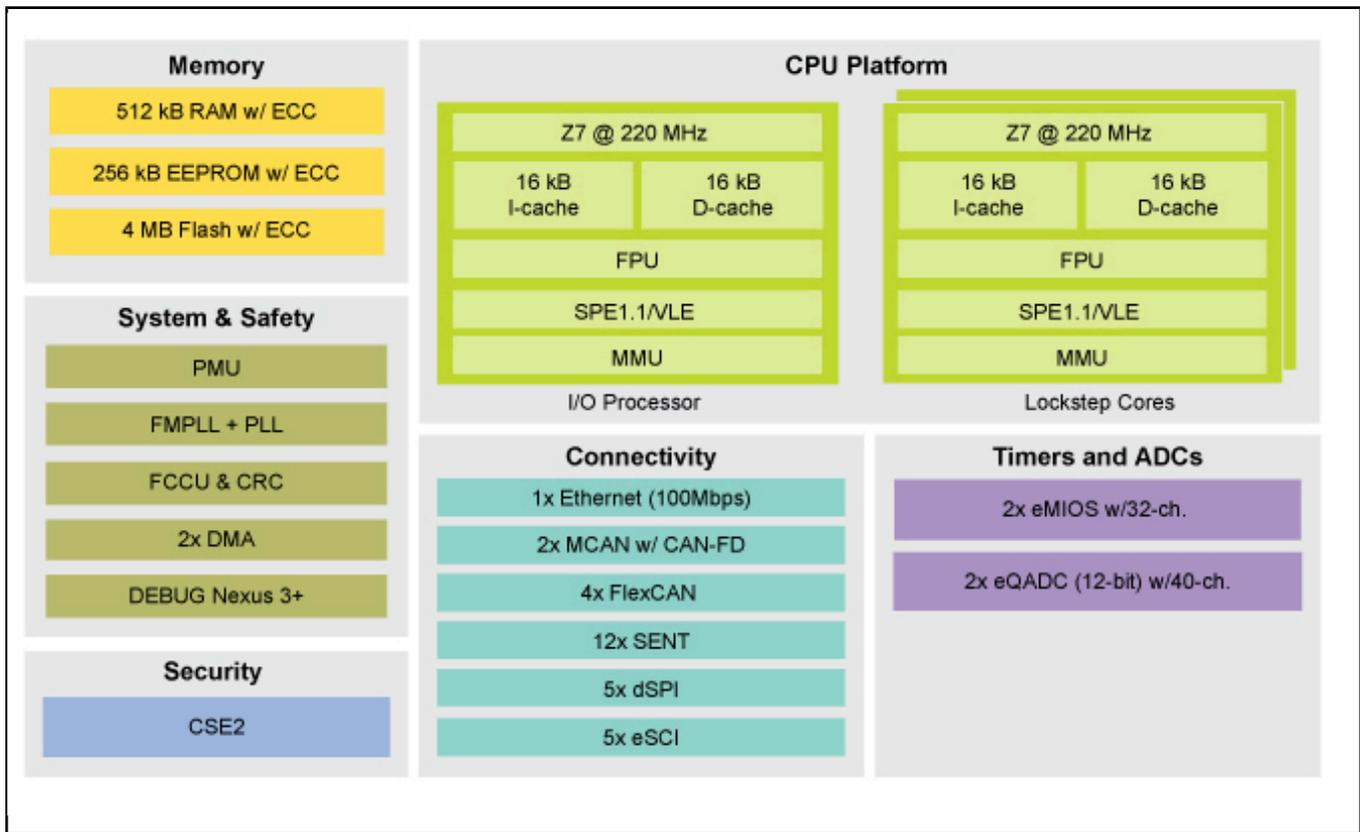 Memory
512 kB RAM w/ ECC
256 kB EEPROM w/ ECC
4 MB Flash w/ ECC
System & Safety
PMU
FMPLL + PLL
FCCU & CRC
2x DMA
DEBUG Nexus 3+
Security
CSE2
CPU Platform
Z7 @ 220 MHz
16 kB
I-cache
16 kB
D-cache
FPU
SPE1.1/VLE
MMU
I/O Processor
Z7 @ 220 MHz
16 kB
I-cache
16 kB
D-cache
FPU
SPE1.1/VLE
MMU
Lockstep Cores
Connectivity
1x Ethernet (100Mbps)
2x MCAN w/ CAN-FD
4x FlexCAN
12x SENT
5x dSPI
5x eSCI
Timers and ADCs
2x eMIOS w/32-ch.
2x eQADC (12-bit) w/40-ch.